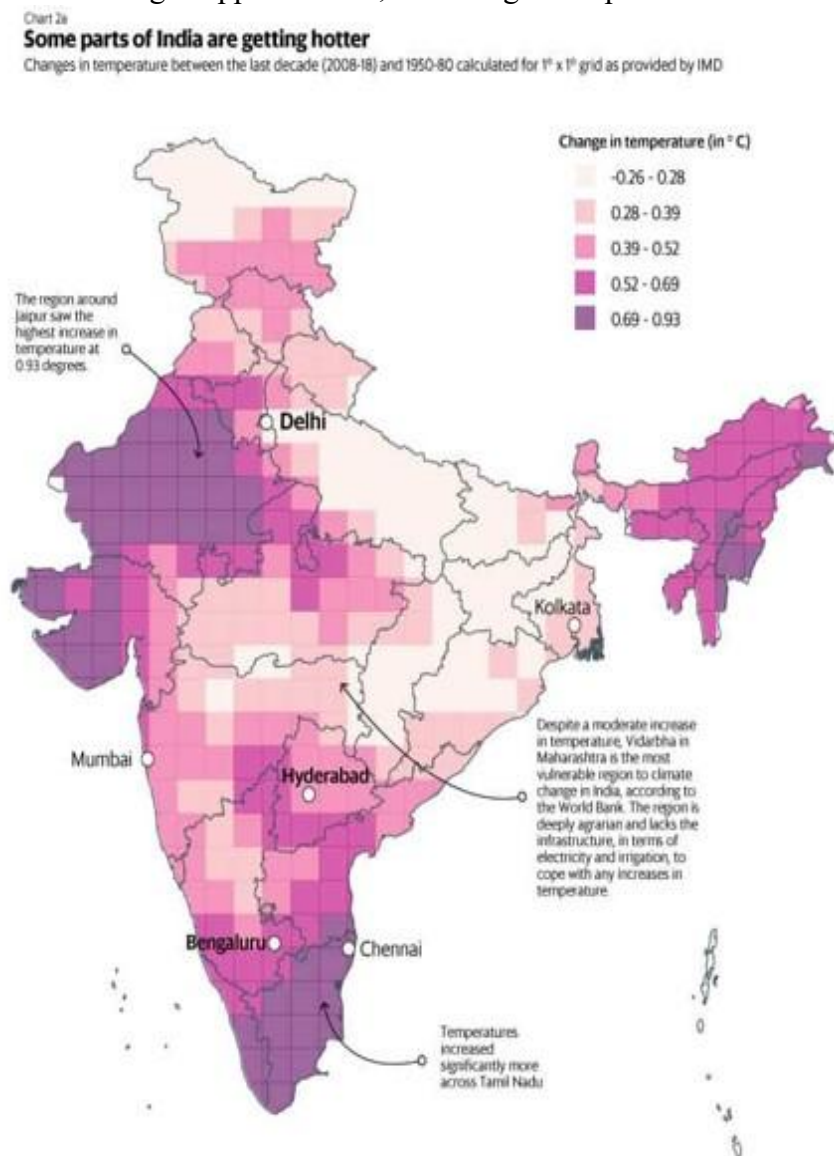 Chart 2a
Some parts of India are getting hotter
Changes in temperature between the last decade (2008-18) and 1950-80 calculated for 1º x 1º grid as provided by IMD
Change in temperature (in ° C)
-0.26 - 0.28
0.28 - 0.39
0.39 - 0.52
0.52 - 0.69
0.69 - 0.93
The region around
Jaipur saw the
highest increase in
temperature at
0.93 degrees.
Delhi
Kolkata
Mumbai
Hyderabad
Despite a moderate increase
in temperature, Vidarbha in
Maharashtra is the most
vulnerable region to climate
change in India, according to
the World Bank. The region is
deeply agrarian and lacks the
infrastructure, in terms of
electricity and irrigation, to
cope with any increases in
temperature.
Bengaluru
Chennai
Temperatures
increased
significantly more
across Tamil Nadu